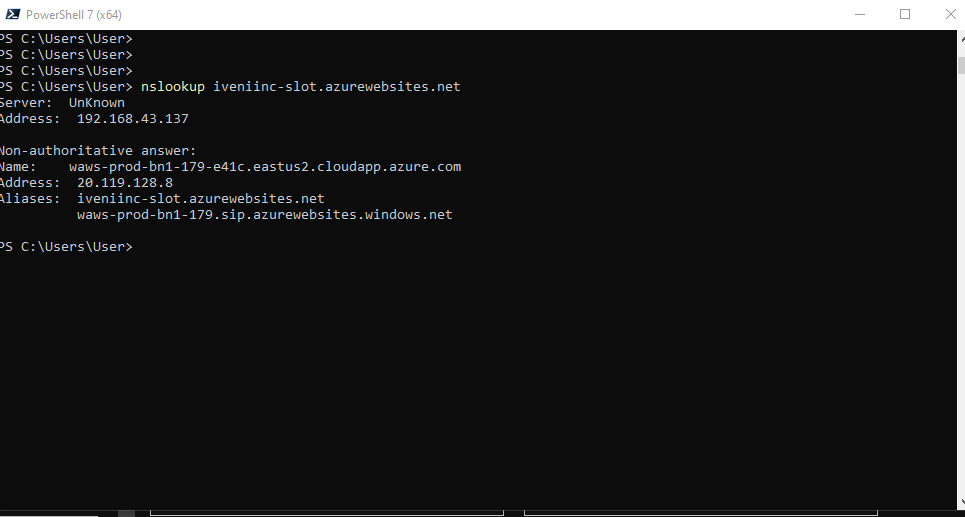 PowerShell 7 (x64)
PS C:\Users\User>
PS C:\Users\User>
PS C:\Users\User>
PS C:\Users\User> nslookup iveniinc-slot.azurewebsites.net
Server:  UnKnown
Address:  192.168.43.137
Non-authoritative answer:
Name:    waws-prod-bn1-179-e41c.eastus2.cloudapp.azure.com
Address:  20.119.128.8
Aliases:  iveniinc-slot.azurewebsites.net
waws-prod-bn1-179.sip.azurewebsites.windows.net
PS C:\Users\User>